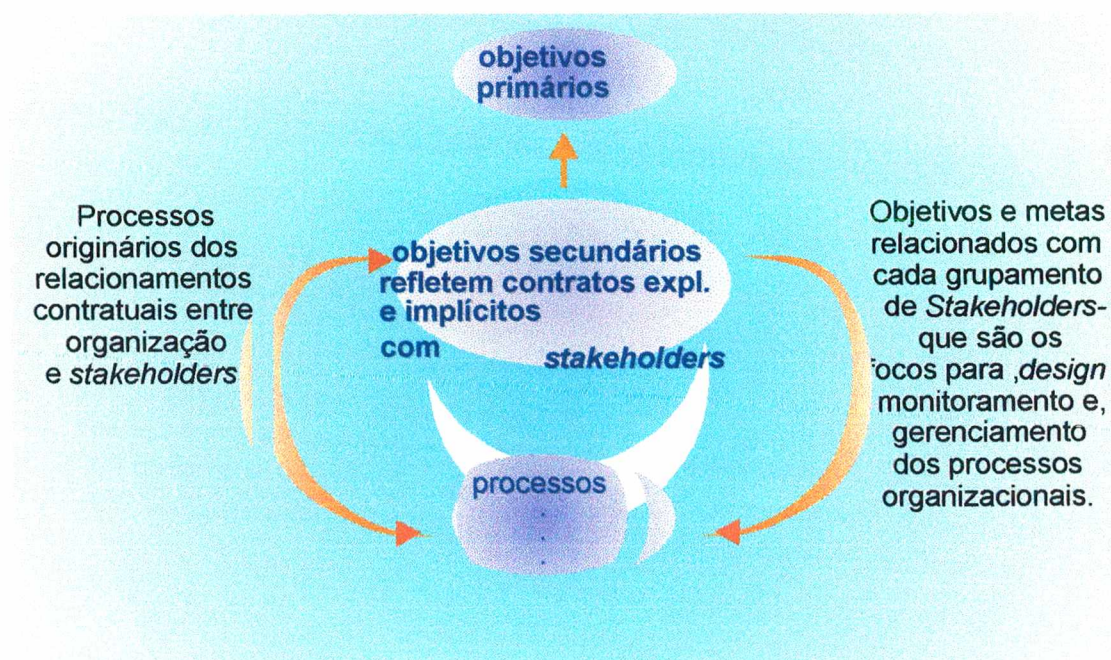 objetivos
primários
Processos
originários dos
relacionamentos
contratuais entre
organização
e stakeholders
objetivos secundários
refletem contratos expl.
e implícitos
com
stakeholders
Objetivos e metas
relacionados com
cada grupamento
de Stakeholders-
que são os
focos para ,design
monitoramento e,
gerenciamento
dos processos
organizacionais.
processos
.
.
.